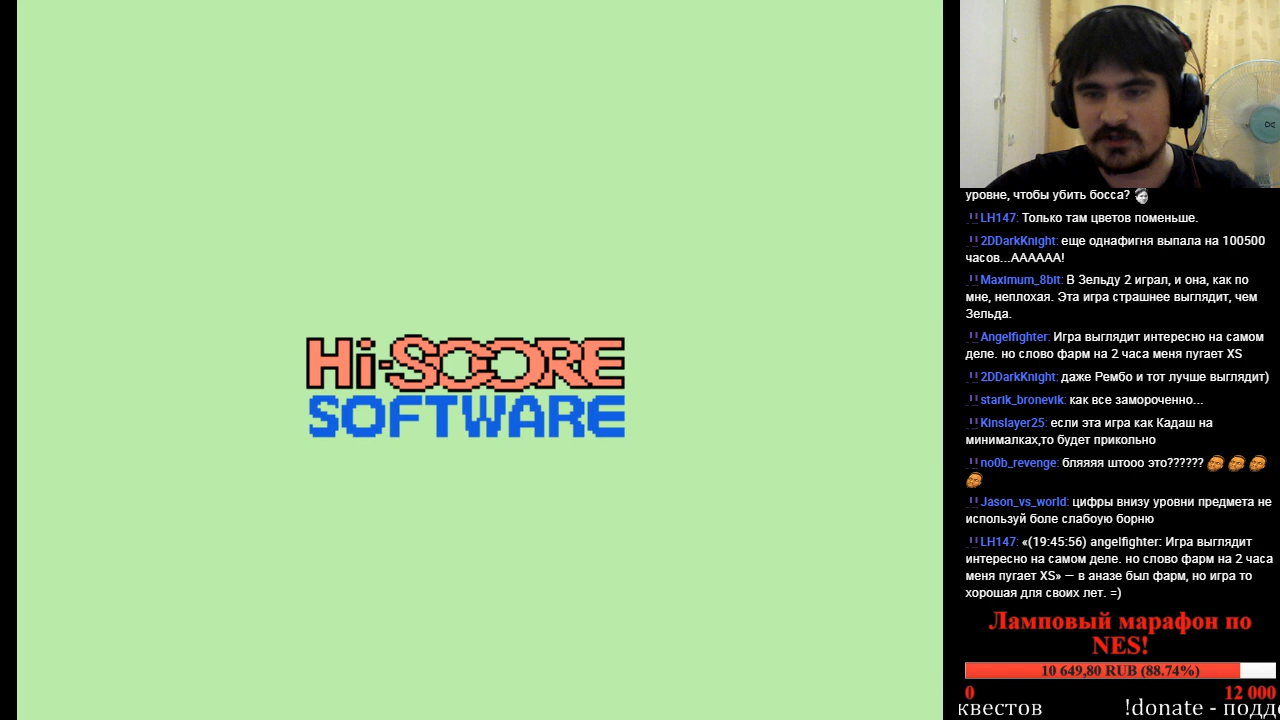 Hi-SCORE
SOFTWARE
уровне, чтобы убить босса?
LH147: Только там цветов поменьше.
2DDarkKnight: еще однафигня выпала на 100500
часов...АААААА!
Maximum_8bit: В Зельду 2 играл, и она, как по
мне, неплохая. Эта игра страшнее выглядит, чем
Зельда.
Angelfighter: Игра выглядит интересно на самом
деле. но слово фарм на 2 часа меня пугает XS
2DDarkKnight: даже Рембо и тот лучше выглядит)
starik_bronevik: как все замороченно...
Kinslayer25: если эта игра как Кадаш на
минималках,то будет прикольно
no0b_revenge: бляяяя штооо это??????
Jason_vs_world: цифры внизу уровни предмета не
используй боле слабоую борню
LH147: «(19:45:56) angelfighter: Игра выглядит
интересно на самом деле. но слово фарм на 2 часа
меня пугает XS» — в аназе был фарм, но игра то
хорошая для своих лет. =)
Ламповый марафон по
NES!
10 649,80 RUB (88.74%)
0 12 000
квестов !donate - подд